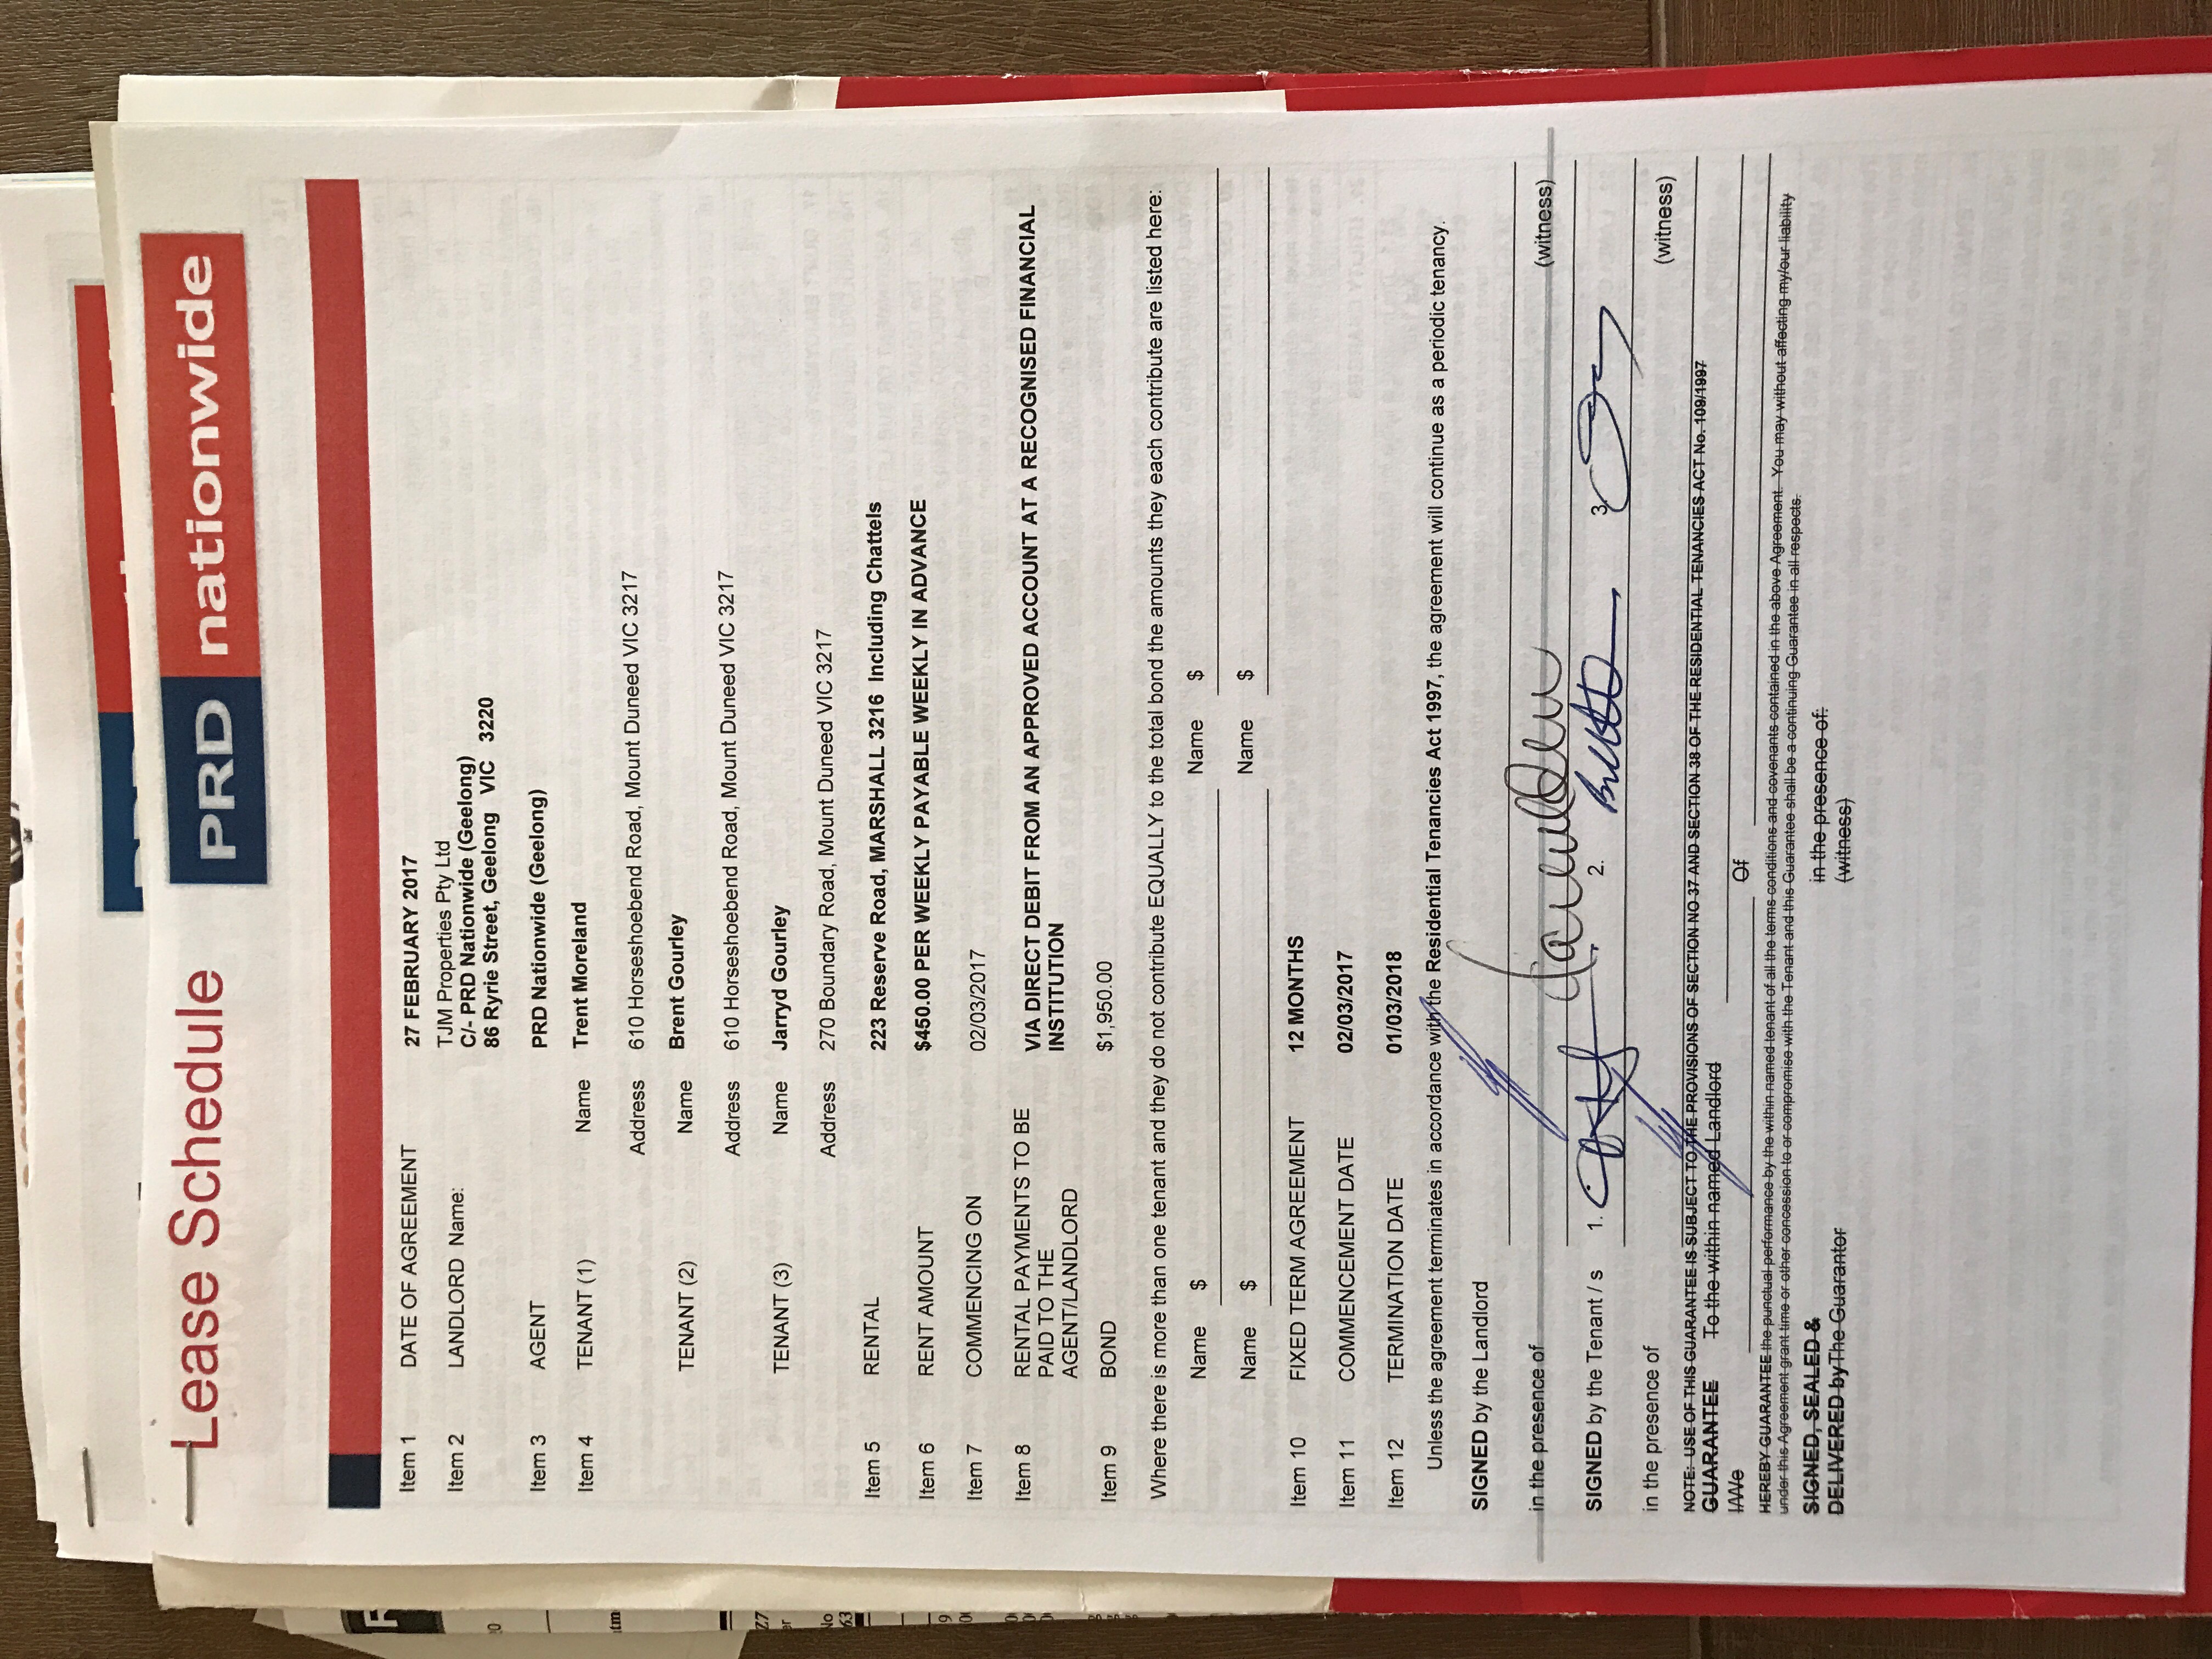 Lease Schedule
PRD nationwide
Item 1 DATE OF AGREEMENT 27 FEBRUARY 2017
Item 2 LANDLORD Name: TJM Properties Pty Ltd
C/- PRD Nationwide (Geelong)
86 Ryrie Street, Geelong VIC 3220
Item 3 AGENT PRD Nationwide (Geelong)
Item 4 TENANT (1) Name Trent Moreland
Address 610 Horseshoebend Road, Mount Duneed VIC 3217
TENANT (2) Name Brent Gourley
Address 610 Horseshoebend Road, Mount Duneed VIC 3217
TENANT (3) Name Jarryd Gourley
Address 270 Boundary Road, Mount Duneed VIC 3217
Item 5 RENTAL 223 Reserve Road, MARSHALL 3216 Including Chattels
Item 6 RENT AMOUNT $450.00 PER WEEKLY PAYABLE WEEKLY IN ADVANCE
Item 7 COMMENCING ON 02/03/2017
Item 8 RENTAL PAYMENTS TO BE VIA DIRECT DEBIT FROM AN APPROVED ACCOUNT AT A RECOGNISED FINANCIAL
PAID TO THE INSTITUTION
AGENT/LANDLORD
Item 9 BOND $1,950.00
Where there is more than one tenant and they do not contribute EQUALLY to the total bond the amounts they each contribute are listed here:
Name $ Name $
Name $ Name $
Item 10 FIXED TERM AGREEMENT 12 MONTHS
Item 11 COMMENCEMENT DATE 02/03/2017
Item 12 TERMINATION DATE 01/03/2018
Unless the agreement terminates in accordance with the Residential Tenancies Act 1997, the agreement will continue as a periodic tenancy.
SIGNED by the Landlord
in the presence of (witness)
SIGNED by the Tenant / s 1. 2. 3.
in the presence of (witness)
NOTE: USE OF THIS GUARANTEE IS SUBJECT TO THE PROVISIONS OF SECTION NO 37 AND SECTION 38 OF THE RESIDENTIAL TENANCIES ACT No. 109/1997
GUARANTEE To the within named Landlord
I/We Of
HEREBY GUARANTEE the punctual performance by the within named tenant of all the terms conditions and covenants contained in the above Agreement. You may without affecting my/our liability
under this Agreement grant time or other concession to or compromise with the Tenant and this Guarantee shall be a continuing Guarantee in all respects.
SIGNED, SEALED & in the presence of:
DELIVERED by The Guarantor (witness)